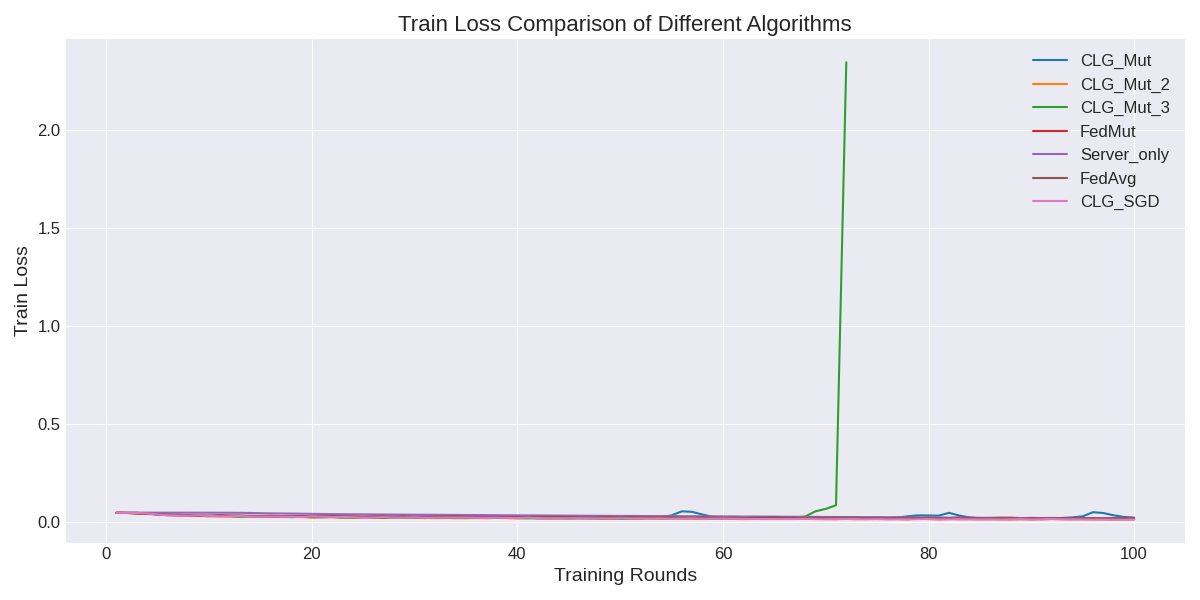 Train Loss Comparison of Different Algorithms
CLG_Mut
CLG_Mut_2
CLG_Mut_3
FedMut
Server_only
FedAvg
CLG_SGD
Train Loss
2.0
1.5
1.0
0.5
0.0
0
20
40
60
80
100
Training Rounds